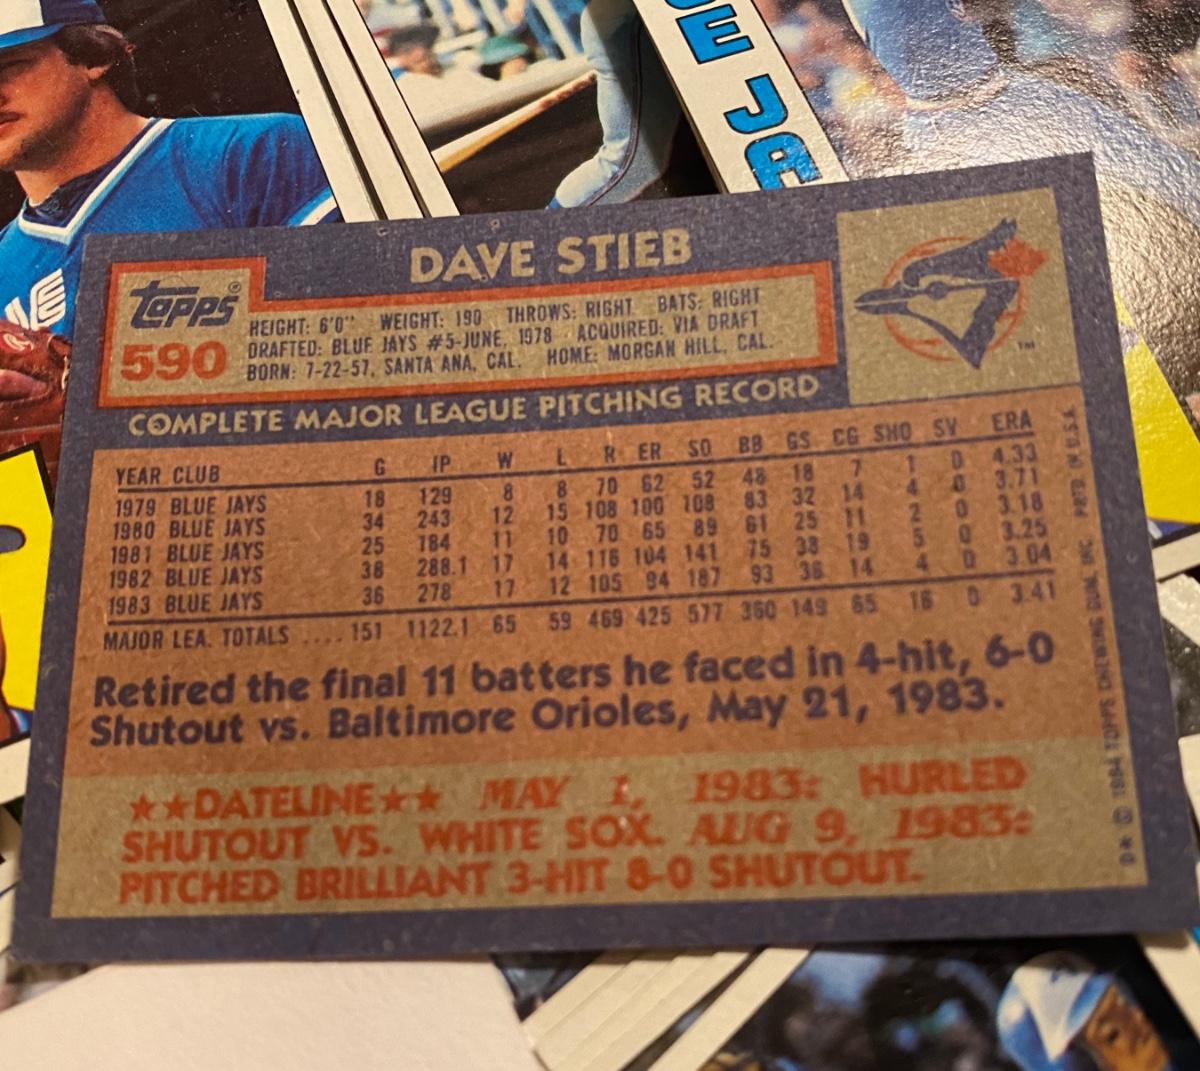 UE JA
DAVE STIEB
Topps®
590
HEIGHT: 6'0" WEIGHT: 190 THROWS: RIGHT BATS: RIGHT
DRAFTED: BLUE JAYS #5-JUNE, 1978 ACQUIRED: VIA DRAFT
BORN: 7-22-57, SANTA ANA, CAL. HOME: MORGAN HILL, CAL.
TM
COMPLETE MAJOR LEAGUE PITCHING RECORD
YEAR CLUB G IP W L R ER SO BB GS CG SHO SV ERA
1979 BLUE JAYS 18 129 8 8 70 62 52 48 18 7 1 0 4.33
1980 BLUE JAYS 34 243 12 15 108 100 108 83 32 14 4 0 3.71
1981 BLUE JAYS 25 184 11 10 70 65 89 61 25 11 2 0 3.18
1982 BLUE JAYS 38 288.1 17 14 116 104 141 75 38 19 5 0 3.25
1983 BLUE JAYS 36 278 17 12 105 94 187 93 36 14 4 0 3.04
MAJOR LEA. TOTALS .... 151 1122.1 65 59 469 425 577 360 149 65 16 0 3.41
Retired the final 11 batters he faced in 4-hit, 6-0
Shutout vs. Baltimore Orioles, May 21, 1983.
★★DATELINE★★ MAY 1, 1983: HURLED
SHUTOUT VS. WHITE SOX. AUG 9, 1983:
PITCHED BRILLIANT 3-HIT 8-0 SHUTOUT.
D* © 1984 TOPPS CHEWING GUM, INC. PRTD. IN U.S.A.